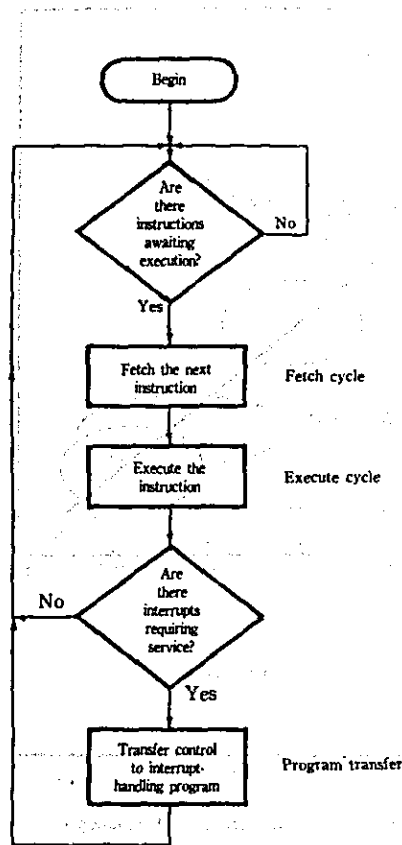 Begin
Are
there
instructions
awaiting
execution?
No
Yes
Fetch the next
instruction
Fetch cycle
Execute the
instruction
Execute cycle
Are
there
interrupts
requiring
service?
No
Yes
Transfer control
to interrupt-
handling program
Program transfer